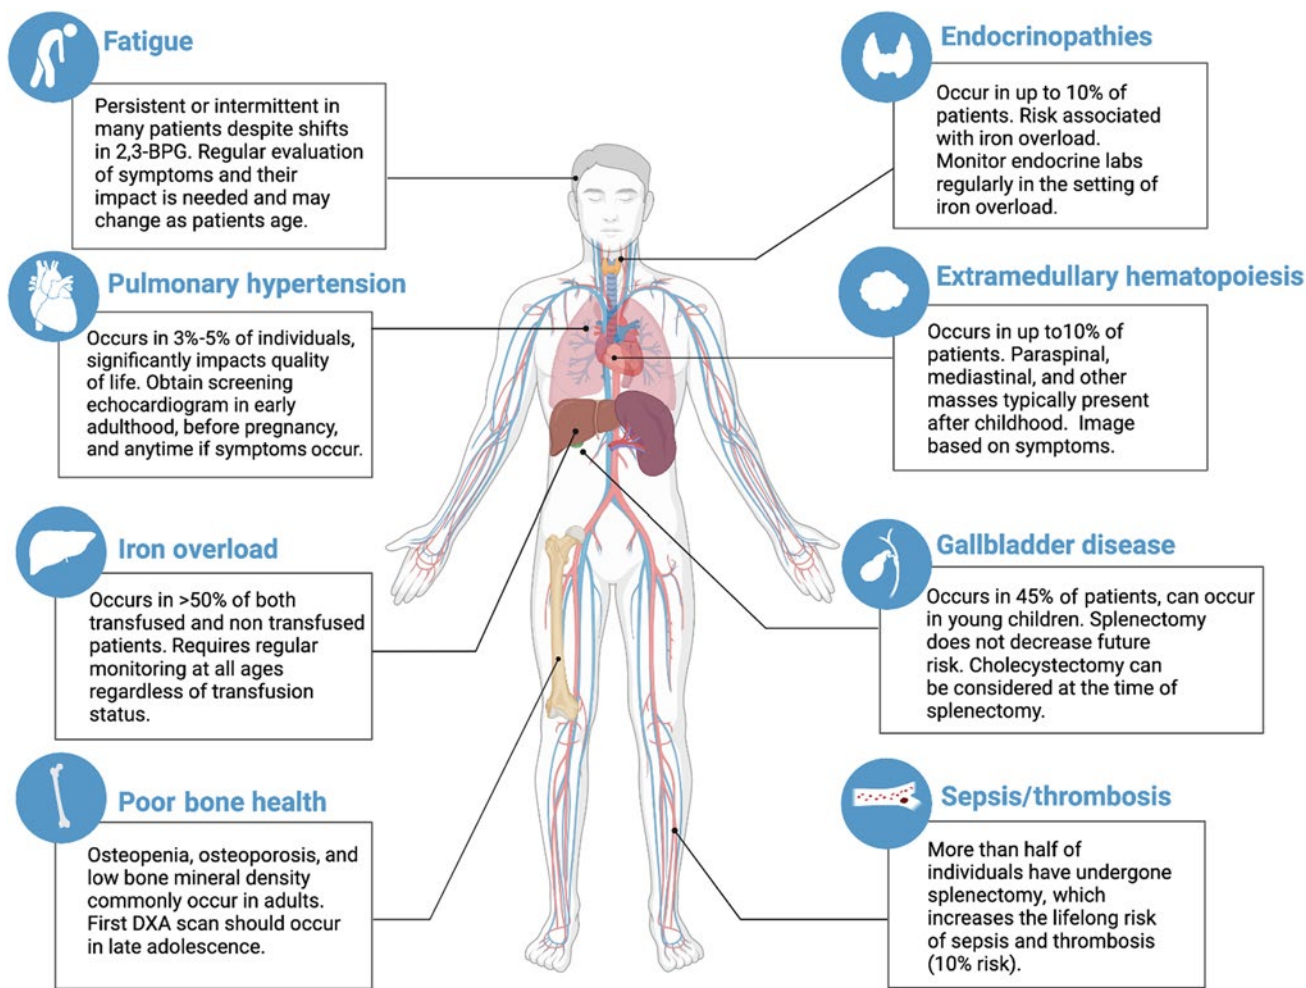 Fatigue
Persistent or intermittent in
many patients despite shifts
in 2,3-BPG. Regular evaluation
of symptoms and their
impact is needed and may
change as patients age.
Pulmonary hypertension
Occurs in 3%-5% of individuals,
significantly impacts quality
of life. Obtain screening
echocardiogram in early
adulthood, before pregnancy,
and anytime if symptoms occur.
Iron overload
Occurs in >50% of both
transfused and non transfused
patients. Requires regular
monitoring at all ages
regardless of transfusion
status.
Poor bone health
Osteopenia, osteoporosis, and
low bone mineral density
commonly occur in adults.
First DXA scan should occur
in late adolescence.
Endocrinopathies
Occur in up to 10% of
patients. Risk associated
with iron overload.
Monitor endocrine labs
regularly in the setting of
iron overload.
Extramedullary hematopoiesis
Occurs in up to10% of
patients. Paraspinal,
mediastinal, and other
masses typically present
after childhood. Image
based on symptoms.
Gallbladder disease
Occurs in 45% of patients, can occur
in young children. Splenectomy
does not decrease future
risk. Cholecystectomy can
be considered at the time of
splenectomy.
Sepsis/thrombosis
More than half of
individuals have undergone
splenectomy, which
increases the lifelong risk
of sepsis and thrombosis
(10% risk).